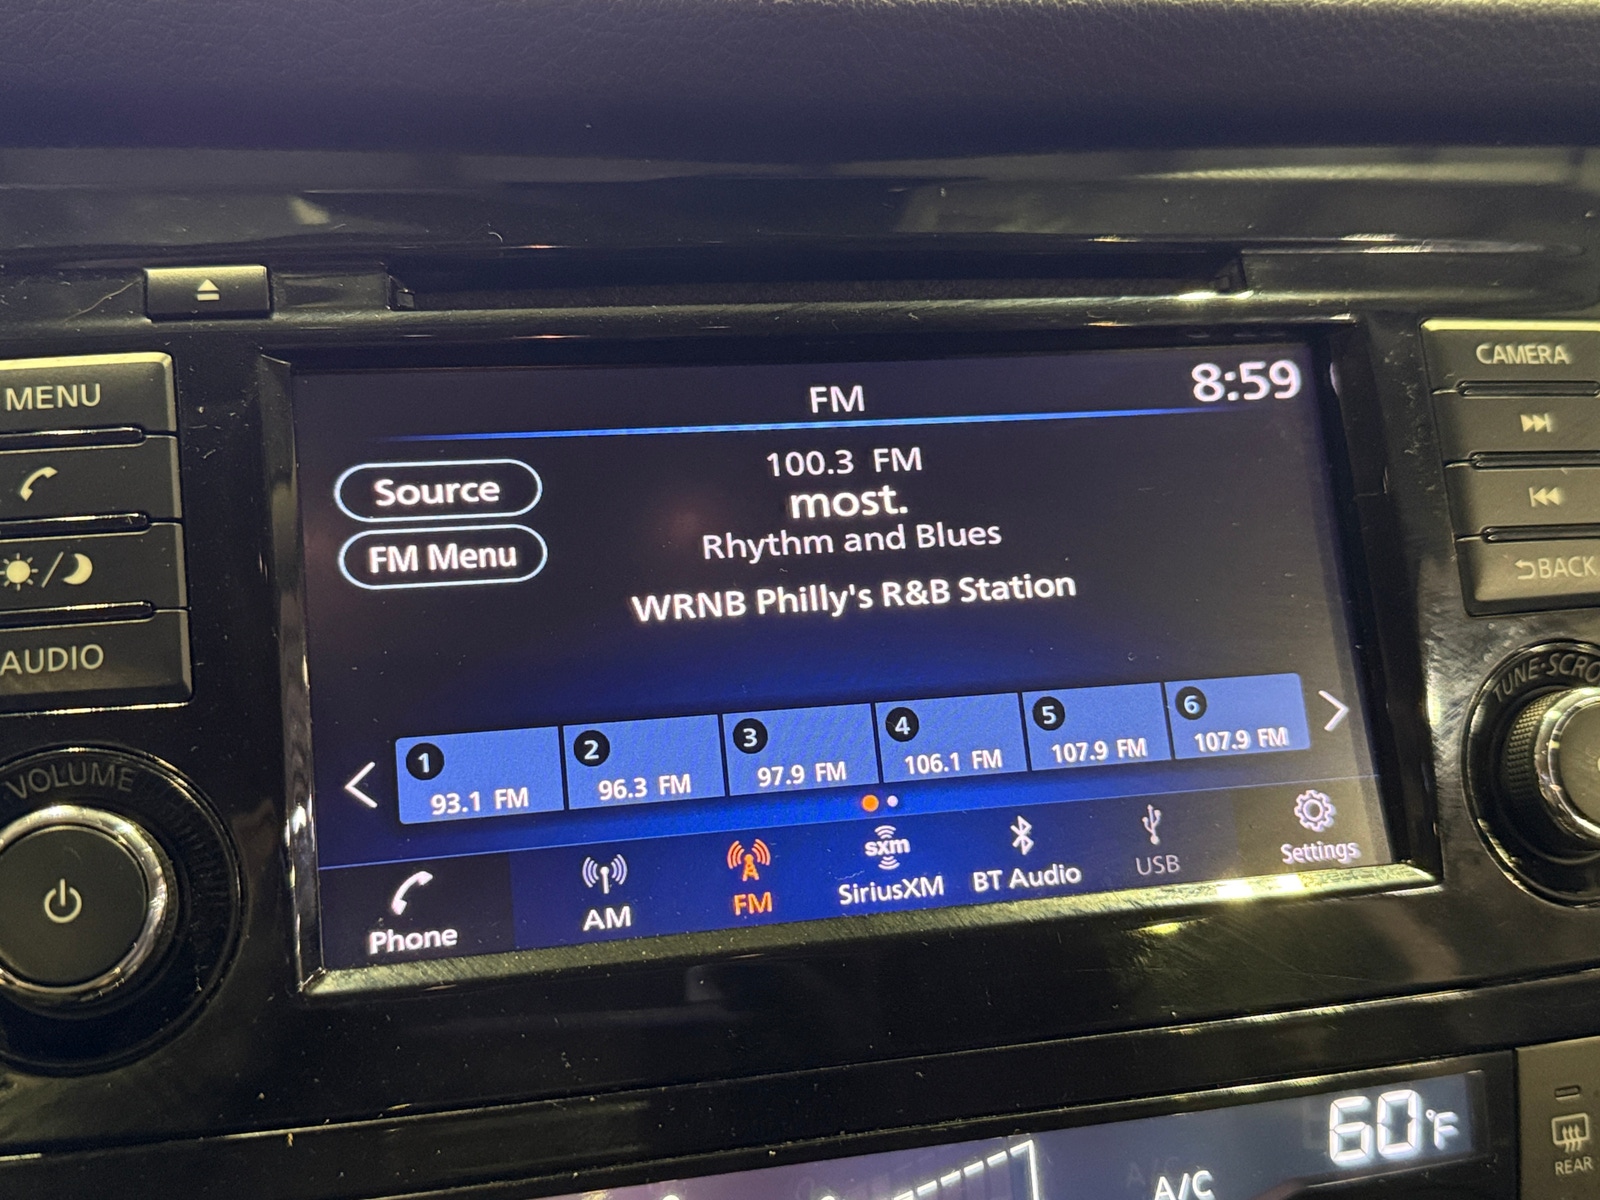 MENU
AUDIO
VOLUME
FM
8:59
Source
FM Menu
100.3 FM
most.
Rhythm and Blues
WRNB Philly's R&B Station
1
93.1 FM
2
96.3 FM
3
97.9 FM
4
106.1 FM
5
107.9 FM
6
107.9 FM
Phone
AM
FM
sxm
SiriusXM
BT Audio
USB
Settings
CAMERA
BACK
TUNE·SCRO
60°F
A/C
REAR